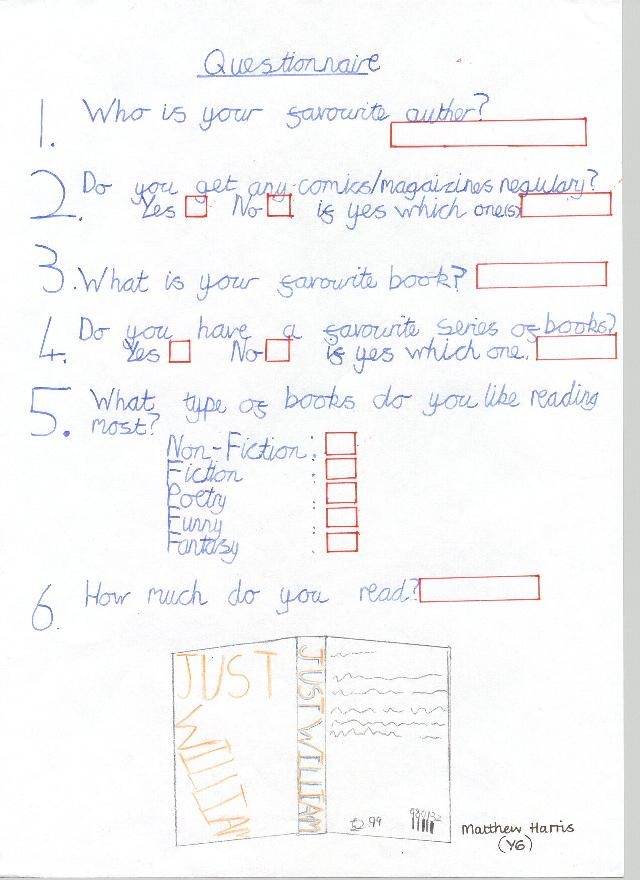 Questionnaire
1. Who is your favourite auther?
2. Do you get any comics/magaizines regulary?
Yes No if yes which one(s)
3. What is your favourite book?
4. Do you have a favourite series of books?
Yes No if yes which one.
5. What type of books do you like reading
most?
Non-Fiction :
Fiction :
Poetry :
Funny :
Fantasy :
6. How much do you read?
JUST
WILLIAM
JUST WILLIAM
99
Matthew Harris
(Y6)